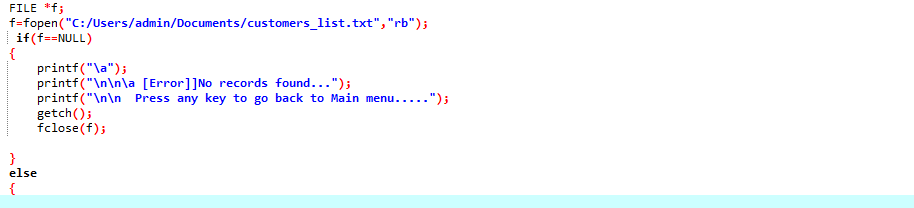 FILE *f;
f=fopen("C:/Users/admin/Documents/customers_list.txt","rb");
if(f==NULL)
{
printf("\a");
printf("\n\n\a [Error]]No records found...");
printf("\n\n  Press any key to go back to Main menu.....");
getch();
fclose(f);
}
else
{